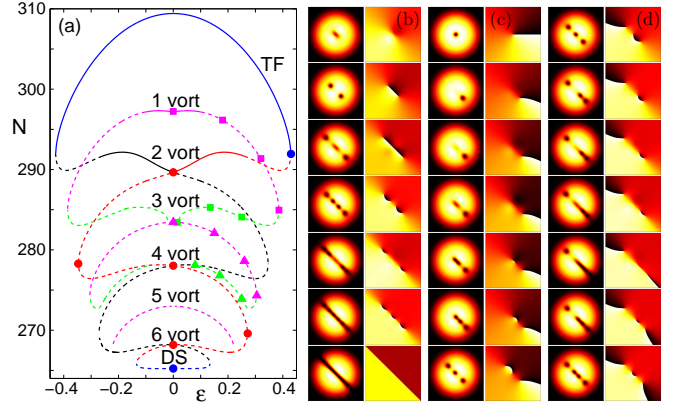 310
(a)
(b)
(c)
(d)
TF
300
1 vort
N
2 vort
290
3 vort
280
4 vort
5 vort
270
6 vort
DS
−0.4 −0.2 0 0.2 0.4
ε